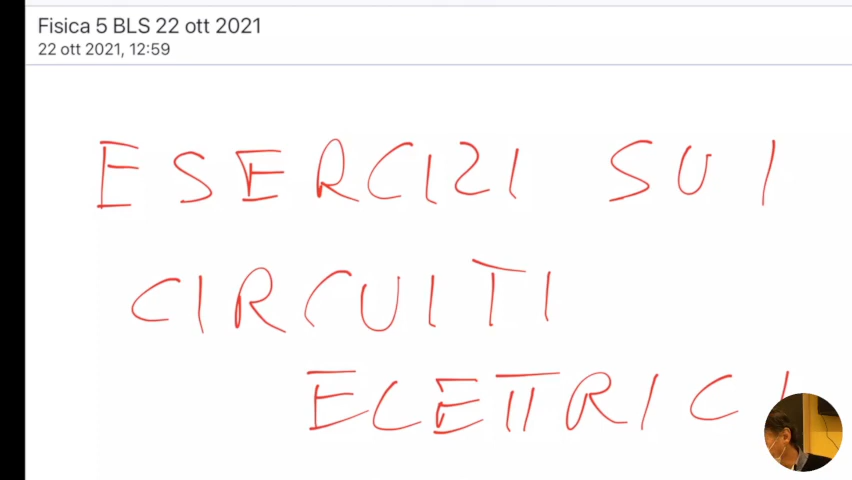 Fisica 5 BLS 22 ott 2021
22 ott 2021, 12:59
ESERCIZI SUI
CIRCUITI
ELETTRICI